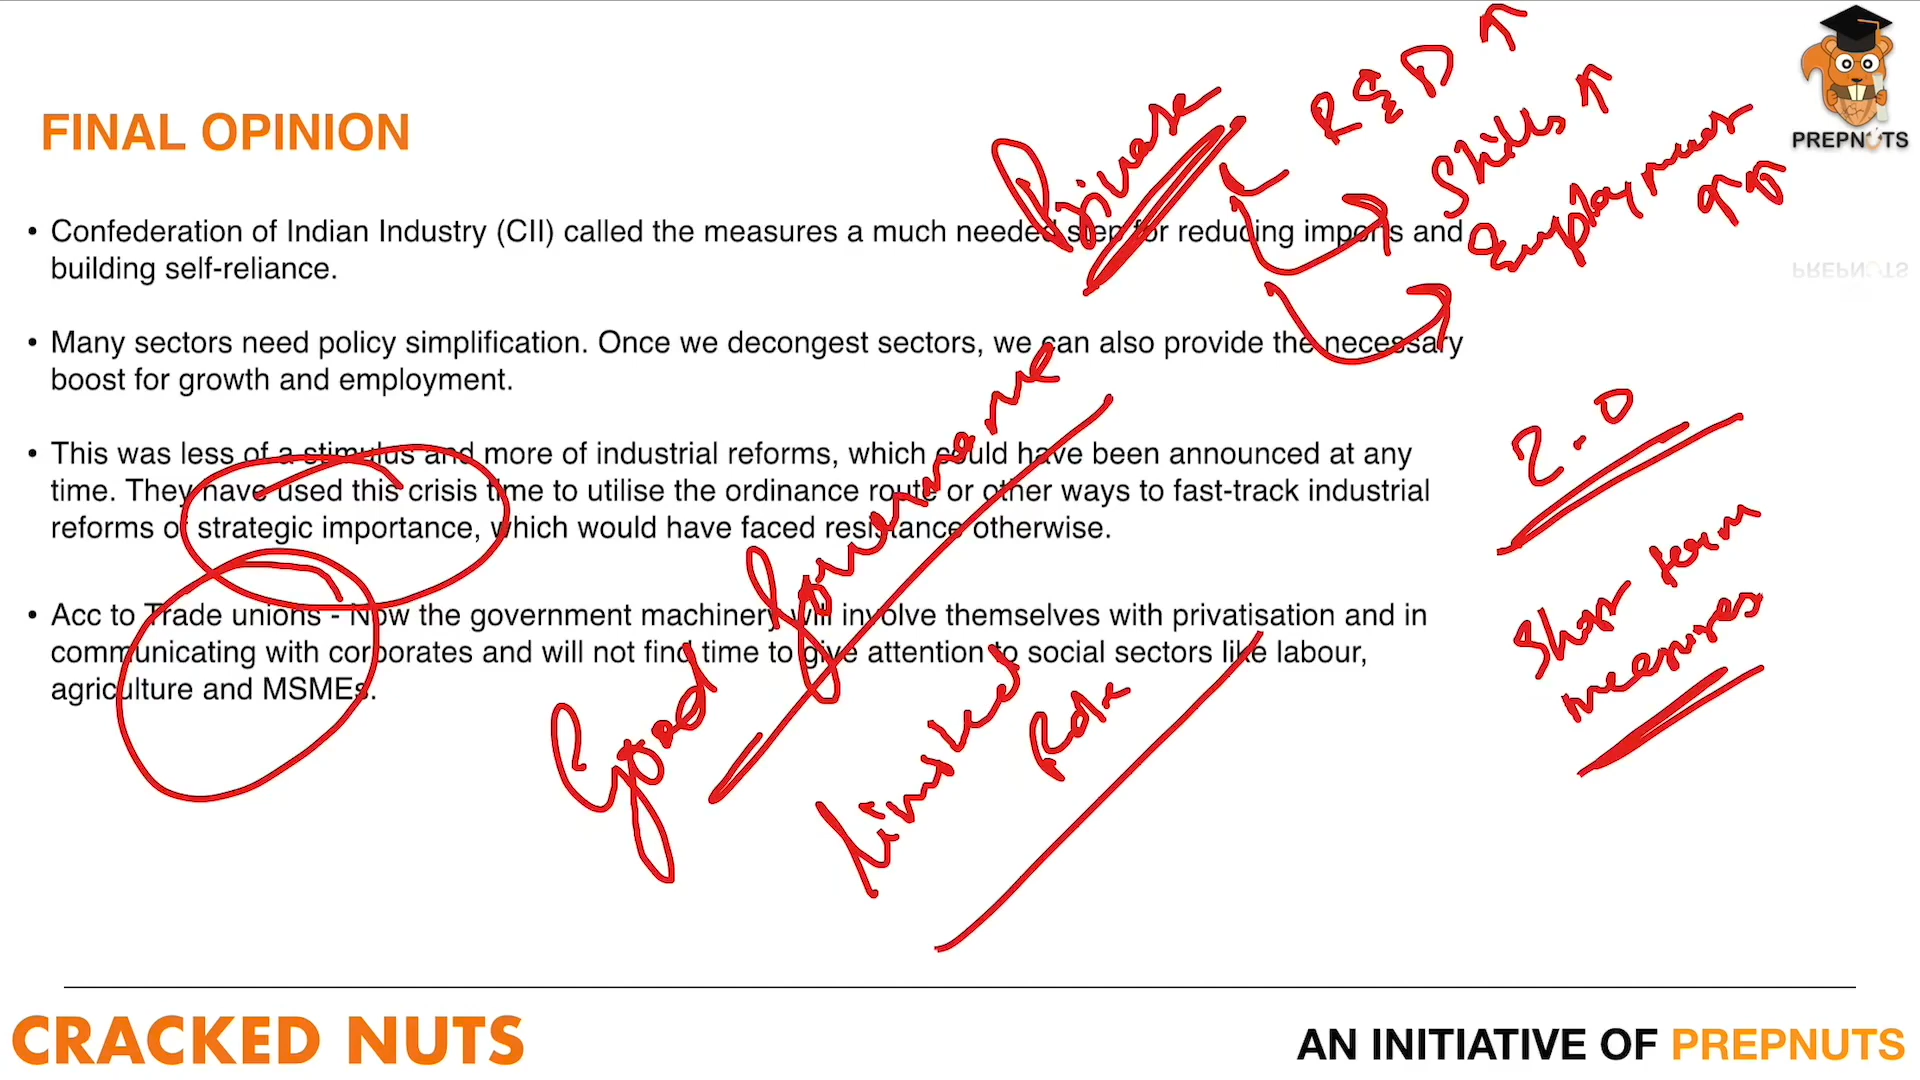 FINAL OPINION
• Confederation of Indian Industry (CII) called the measures a much needed step for reducing imports and
building self-reliance.
• Many sectors need policy simplification. Once we decongest sectors, we can also provide the necessary
boost for growth and employment.
• This was less of a stimulus and more of industrial reforms, which could have been announced at any
time. They have used this crisis time to utilise the ordinance route or other ways to fast-track industrial
reforms of strategic importance, which would have faced resistance otherwise.
• Acc to Trade unions - Now the government machinery will involve themselves with privatisation and in
communicating with corporates and will not find time to give attention to social sectors like labour,
agriculture and MSMEs.
Private
R&D ↑
Skills ↑
Employment
↑↑
2.0
Short term
measures
Good Governance
Limited
Role
PREPNUTS
CRACKED NUTS
AN INITIATIVE OF PREPNUTS